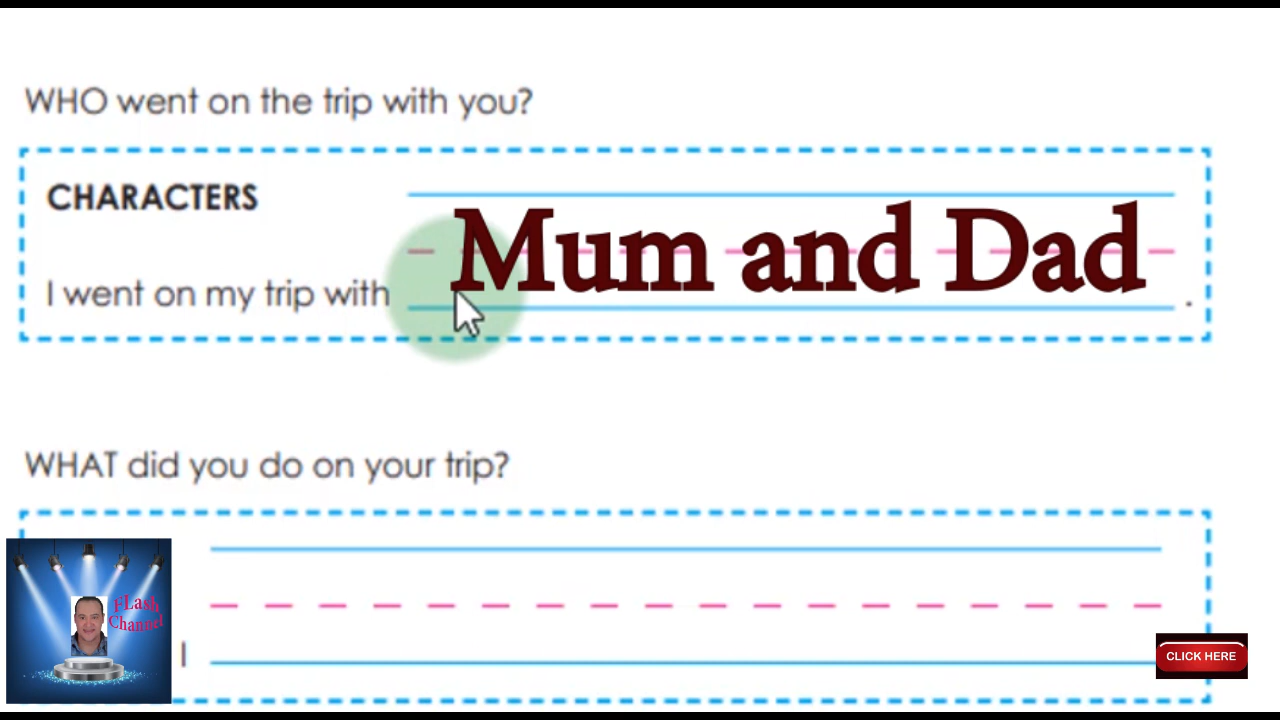 WHO went on the trip with you?
CHARACTERS
Mum and Dad
I went on my trip with .
WHAT did you do on your trip?
FLash
Channel
I
CLICK HERE